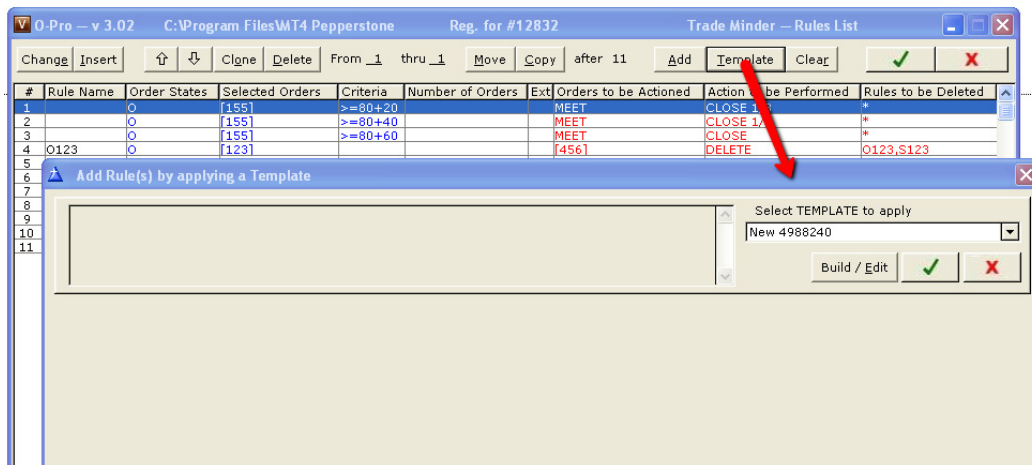 O-Pro — v 3.02 C:\Program Files\MT4 Pepperstone Reg. for #12832 Trade Minder — Rules List
Change Insert Clone Delete From 1 thru 1 Move Copy after 11 Add Template Clear
# Rule Name Order States Selected Orders Criteria Number of Orders Ext Orders to be Actioned Action be Performed Rules to be Deleted
1 O [155] >=80+20 MEET CLOSE *
2 O [155] >=80+40 MEET CLOSE 1/ *
3 O [155] >=80+60 MEET CLOSE *
4 O123 O [123] [456] DELETE O123,S123
5
6 Add Rule(s) by applying a Template
7
8 Select TEMPLATE to apply
9
10 New 4988240
11
Build / Edit